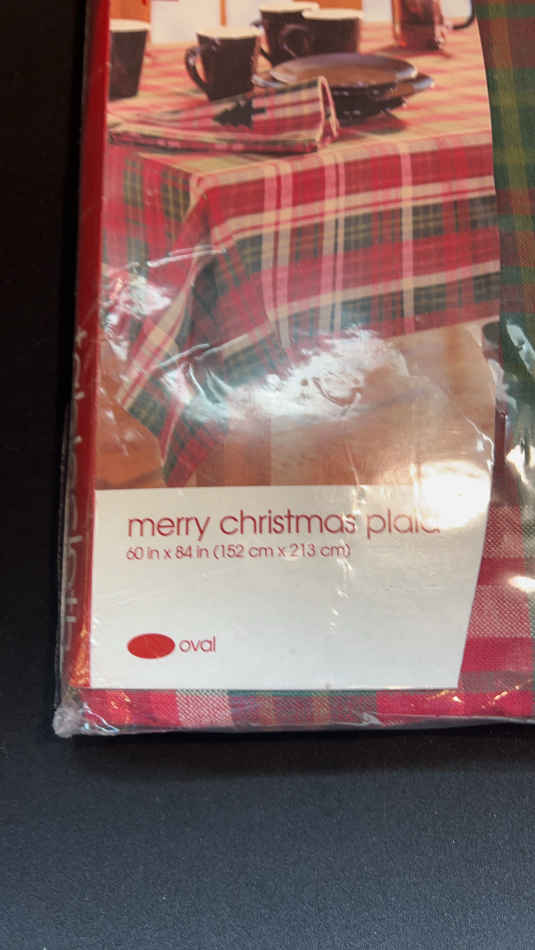 merry christmas plaid
60 in x 84 in (152 cm x 213 cm)
oval